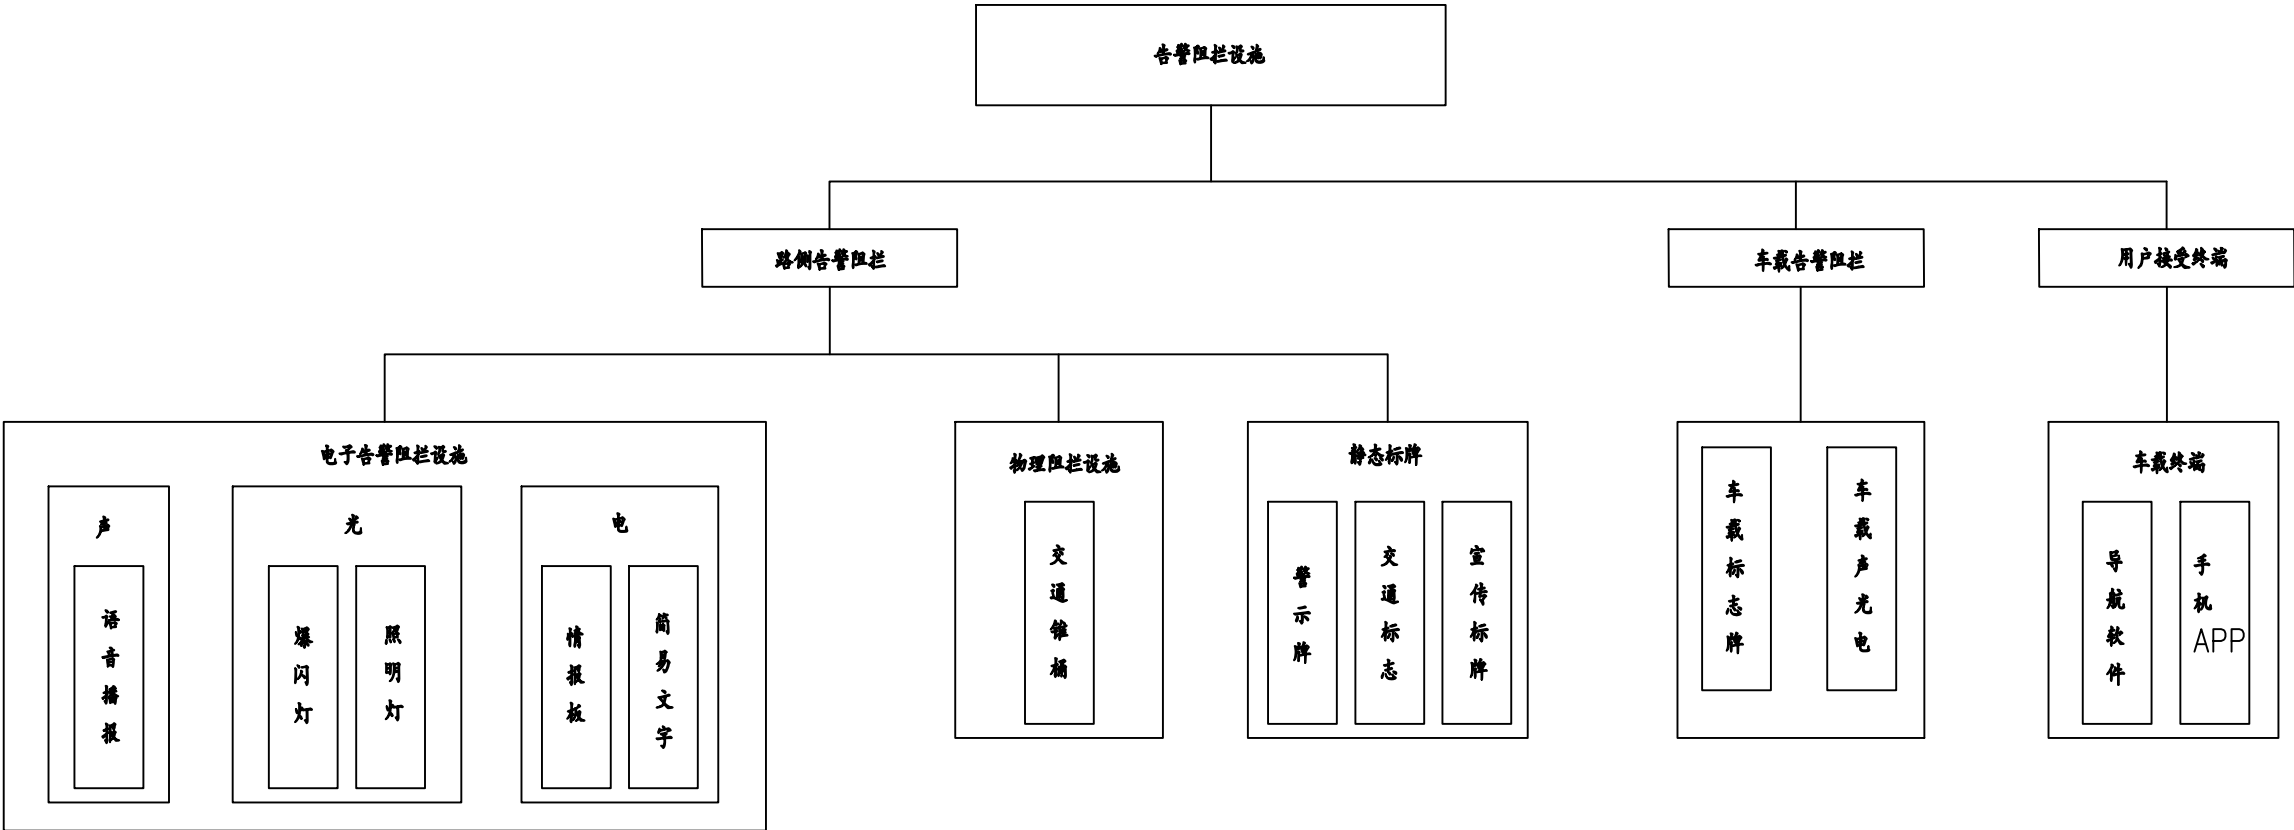 告警阻拦设施
路侧告警阻拦
车载告警阻拦
用户接受终端
电子告警阻拦设施
声
语音播报
光
爆闪灯
照明灯
电
情报板
简易文字
物理阻拦设施
交通锥桶
静态标牌
警示牌
交通标志
宣传标牌
车载标志牌
车载声光电
车载终端
导航软件
手机APP